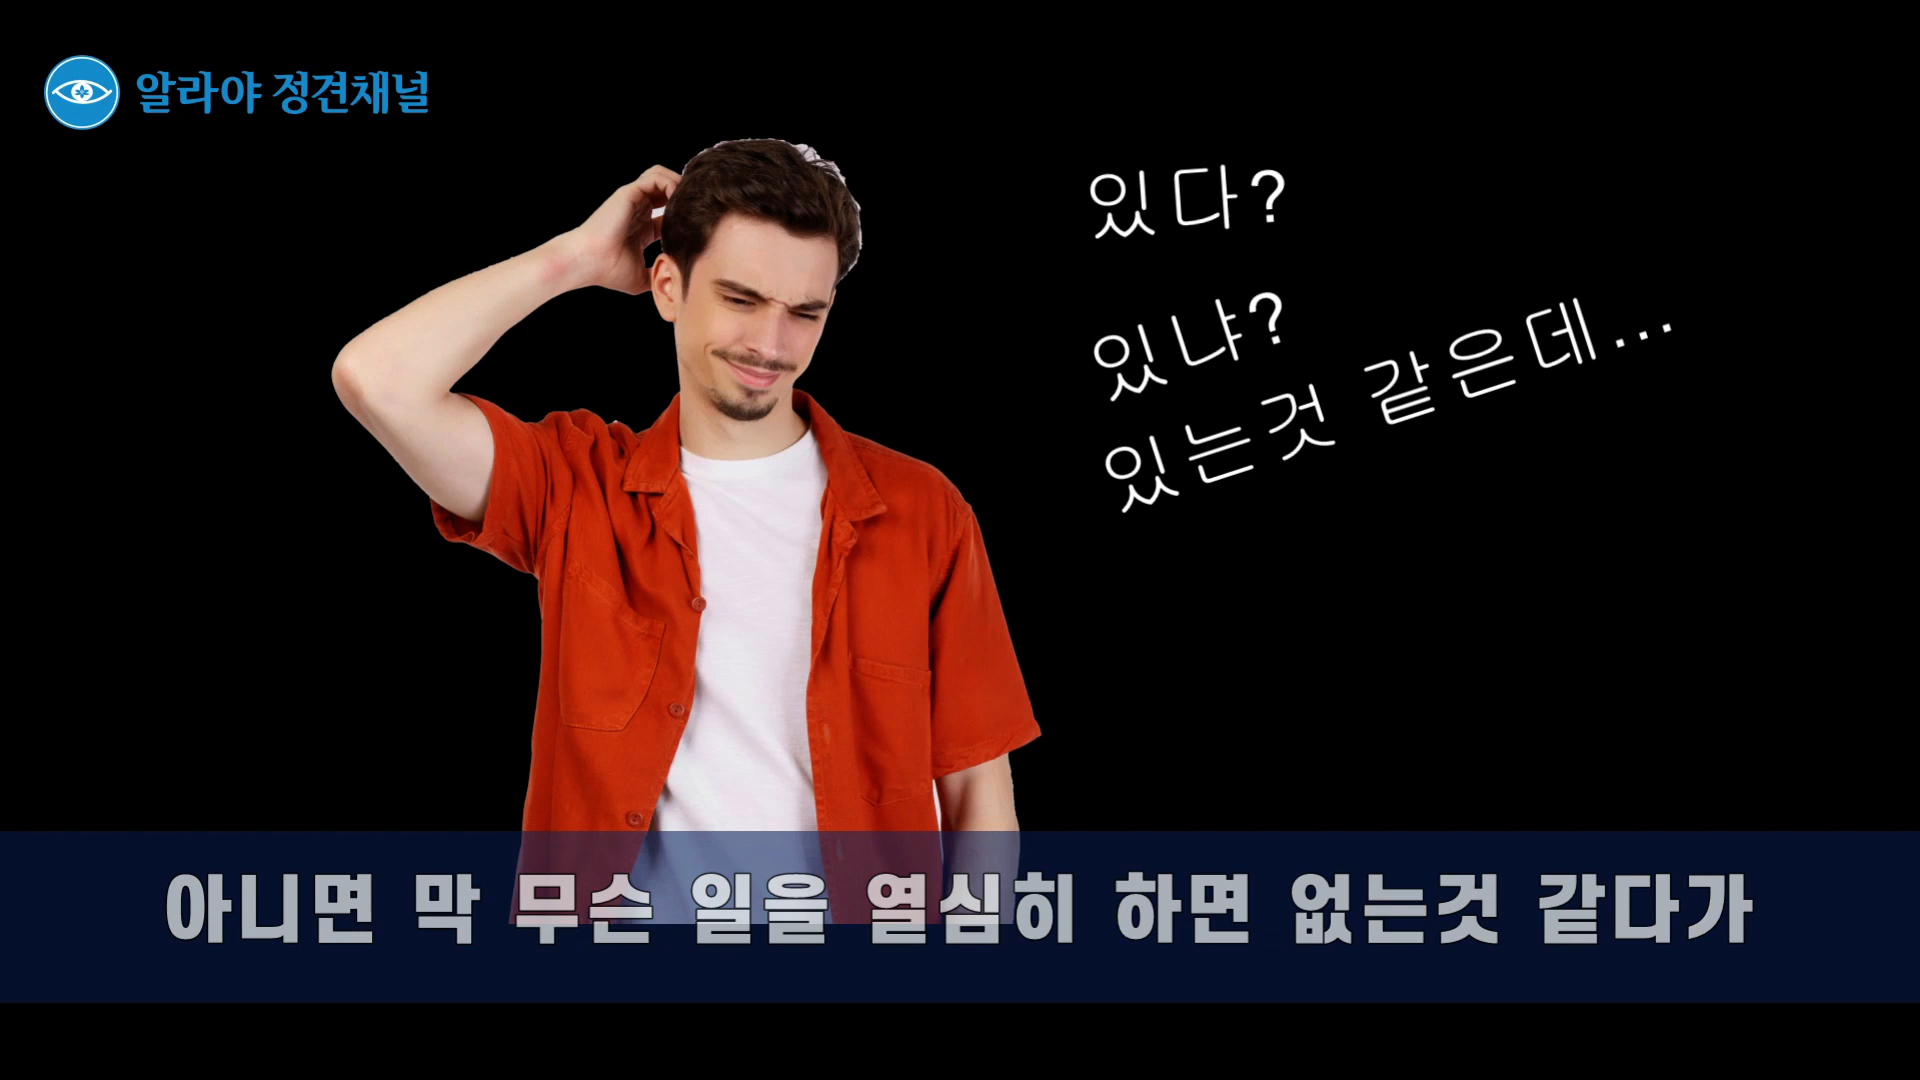 알라야 정견채널
있다?
있냐?
있는것 같은데...
아니면 막 무슨 일을 열심히 하면 없는것 같다가